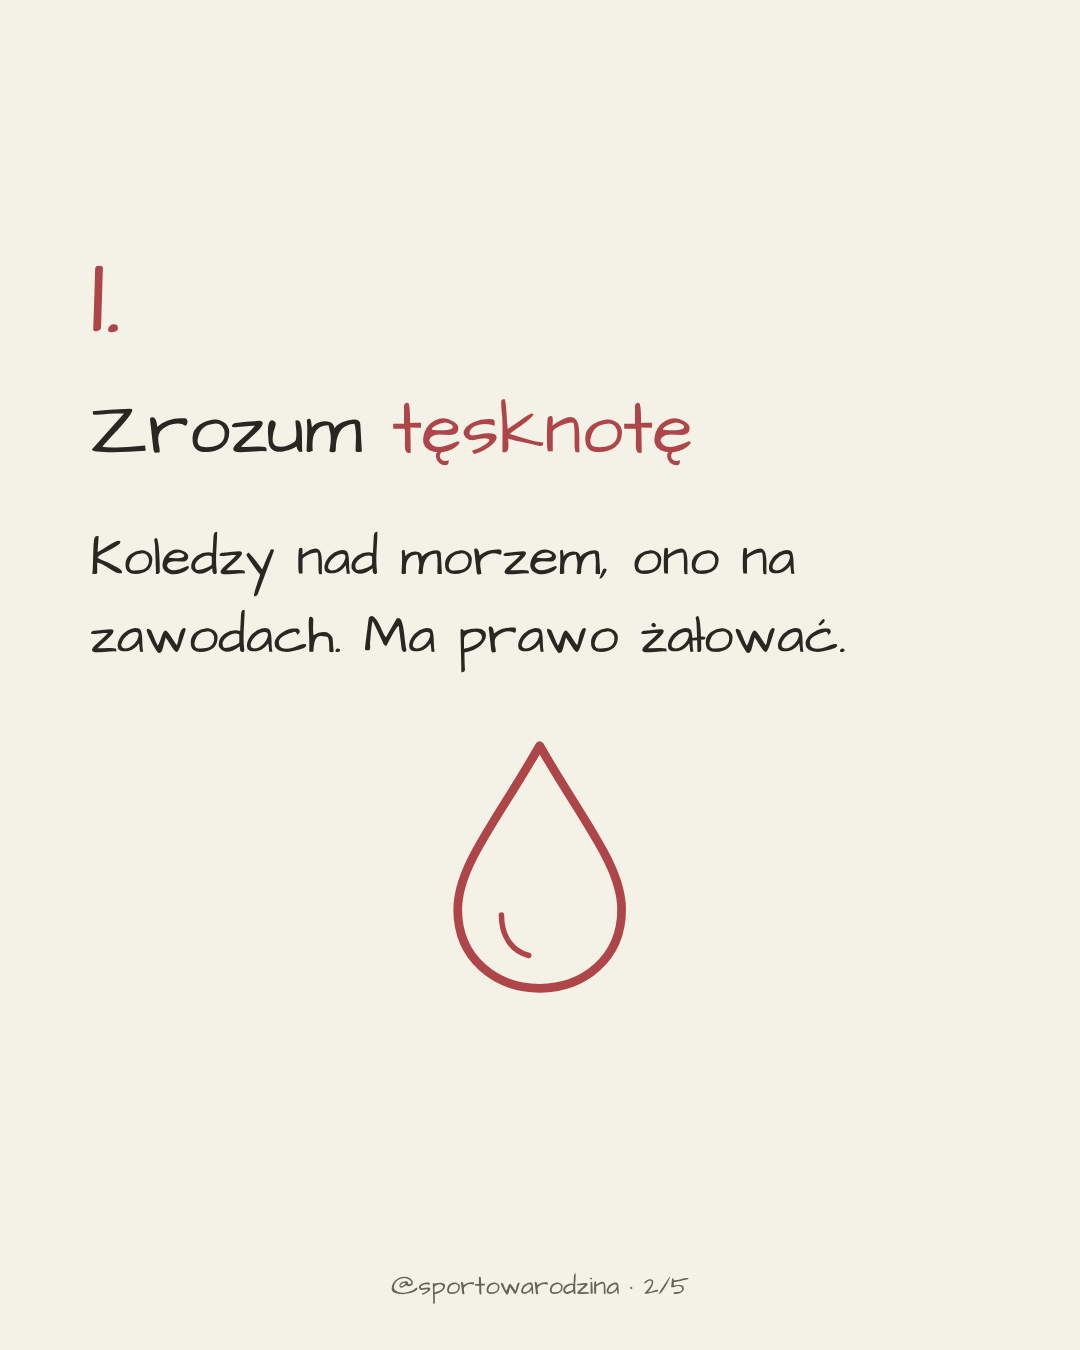 1.
Zrozum tęsknotę
Koledzy nad morzem, ono na
zawodach. Ma prawo żałować.
@sportowarodzina · 2/5